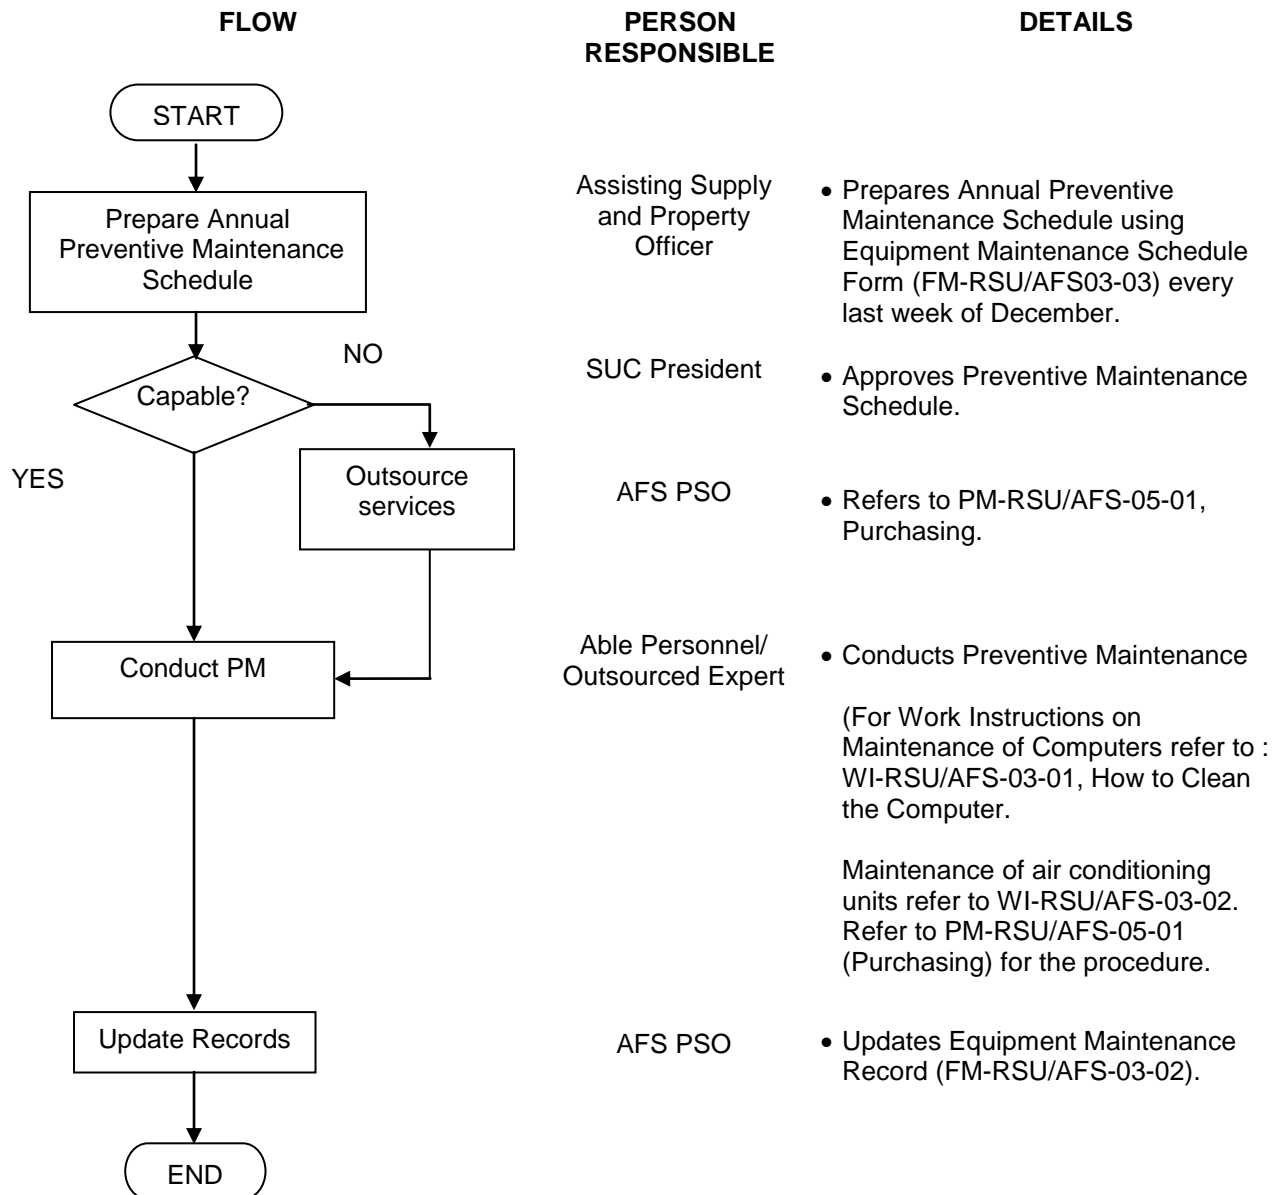 FLOW
PERSON
RESPONSIBLE
DETAILS
START
Prepare Annual
Preventive Maintenance
Schedule
Assisting Supply
and Property
Officer
• Prepares Annual Preventive
Maintenance Schedule using
Equipment Maintenance Schedule
Form (FM-RSU/AFS03-03) every
last week of December.
Capable?
NO
YES
SUC President
• Approves Preventive Maintenance
Schedule.
Outsource
services
AFS PSO
• Refers to PM-RSU/AFS-05-01,
Purchasing.
Conduct PM
Able Personnel/
Outsourced Expert
• Conducts Preventive Maintenance
(For Work Instructions on
Maintenance of Computers refer to :
WI-RSU/AFS-03-01, How to Clean
the Computer.
Maintenance of air conditioning
units refer to WI-RSU/AFS-03-02.
Refer to PM-RSU/AFS-05-01
(Purchasing) for the procedure.
Update Records
AFS PSO
• Updates Equipment Maintenance
Record (FM-RSU/AFS-03-02).
END